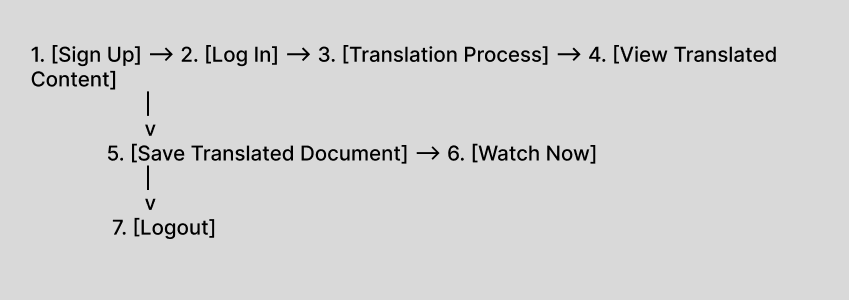 1. [Sign Up] → 2. [Log In] → 3. [Translation Process] → 4. [View Translated
Content]
|
v
5. [Save Translated Document] → 6. [Watch Now]
|
v
7. [Logout]